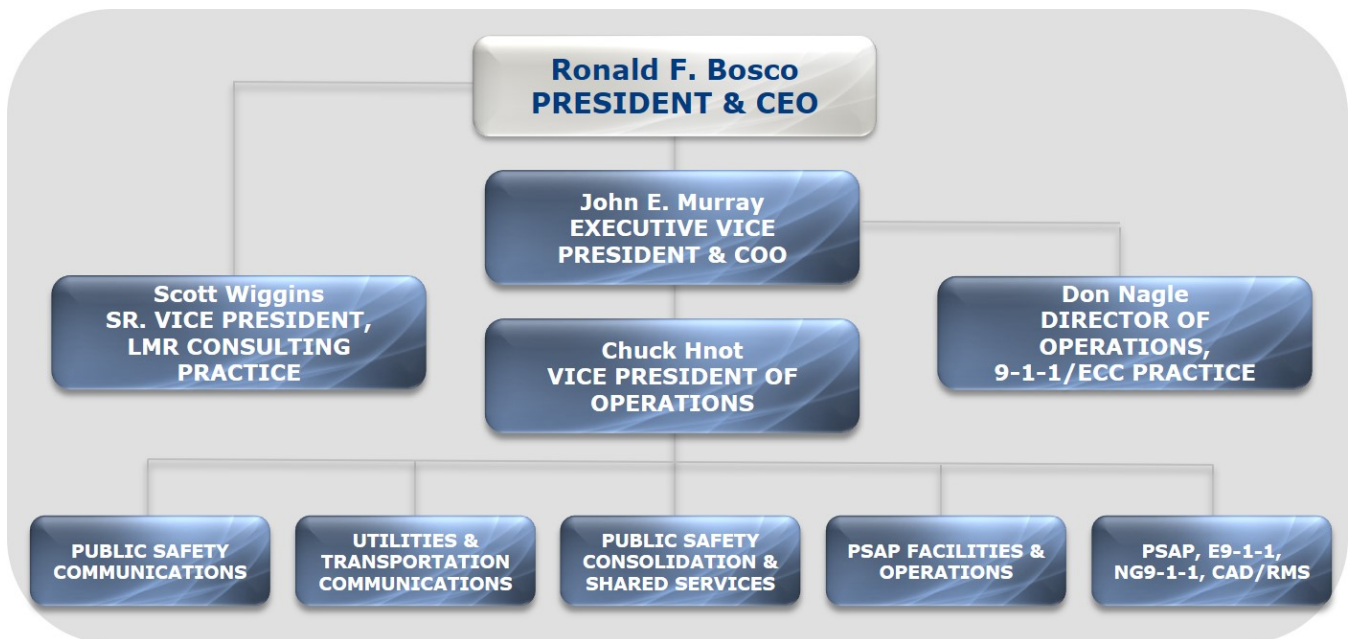 Ronald F. Bosco
PRESIDENT & CEO
John E. Murray
EXECUTIVE VICE
PRESIDENT & COO
Scott Wiggins
SR. VICE PRESIDENT,
LMR CONSULTING
PRACTICE
Don Nagle
DIRECTOR OF
OPERATIONS,
9-1-1/ECC PRACTICE
Chuck Hnot
VICE PRESIDENT OF
OPERATIONS
PUBLIC SAFETY
COMMUNICATIONS
UTILITIES &
TRANSPORTATION
COMMUNICATIONS
PUBLIC SAFETY
CONSOLIDATION &
SHARED SERVICES
PSAP FACILITIES &
OPERATIONS
PSAP, E9-1-1,
NG9-1-1, CAD/RMS